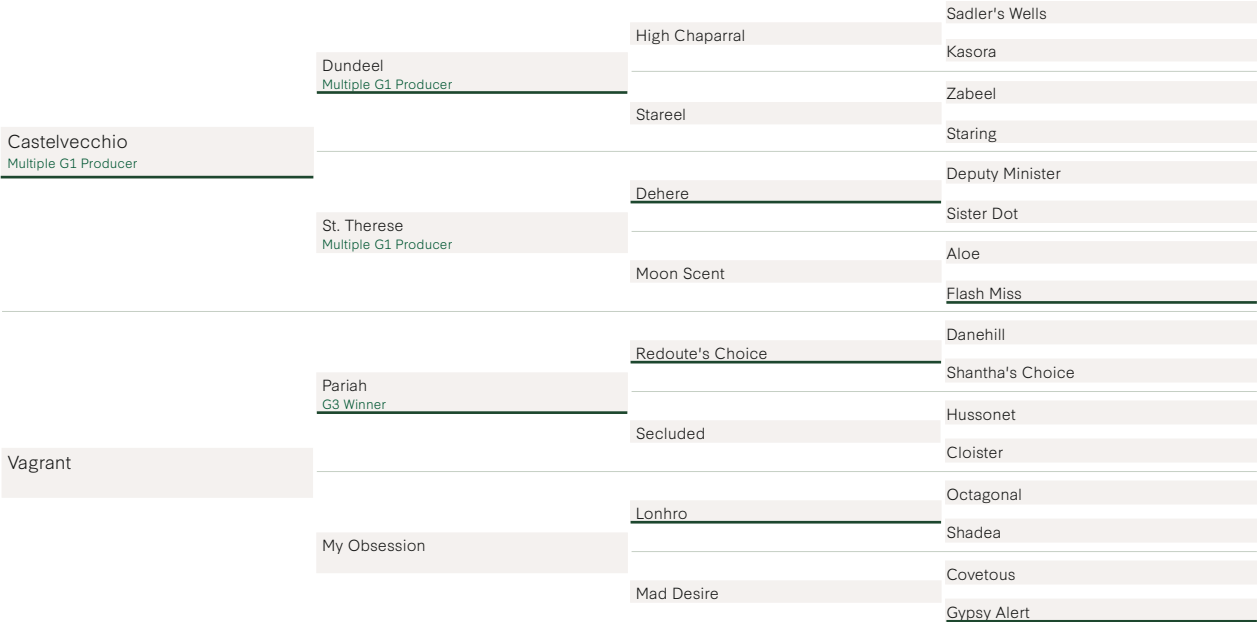 Castelvecchio
Multiple G1 Producer
Vagrant
Dundeel
Multiple G1 Producer
St. Therese
Multiple G1 Producer
Pariah
G3 Winner
My Obsession
High Chaparral
Stareel
Dehere
Moon Scent
Redoute's Choice
Secluded
Lonhro
Mad Desire
Sadler's Wells
Kasora
Zabeel
Staring
Deputy Minister
Sister Dot
Aloe
Flash Miss
Danehill
Shantha's Choice
Hussonet
Cloister
Octagonal
Shadea
Covetous
Gypsy Alert